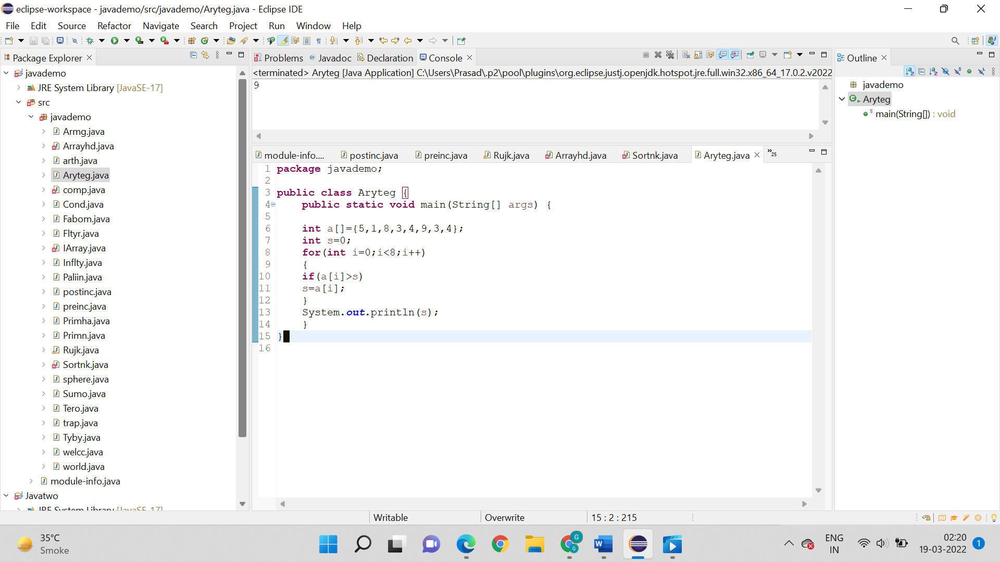 eclipse-workspace - javademo/src/javademo/Aryteg.java - Eclipse IDE
File Edit Source Refactor Navigate Search Project Run Window Help
Package Explorer
javademo
JRE System Library [JavaSE-17]
src
javademo
Armg.java
Arrayhd.java
arth.java
Aryteg.java
comp.java
Cond.java
Fabom.java
Fltyr.java
IArray.java
Inflty.java
Paliin.java
postinc.java
preinc.java
Primha.java
Primn.java
Rujk.java
Sortnk.java
sphere.java
Sumo.java
Tero.java
trap.java
Tyby.java
welcc.java
world.java
module-info.java
Javatwo
JRE System Library [JavaSE-17]
Problems Javadoc Declaration Console
<terminated> Aryteg [Java Application] C:\Users\Prasad\.p2\pool\plugins\org.eclipse.justj.openjdk.hotspot.jre.full.win32.x86_64_17.0.2.v2022
9
module-info.... postinc.java preinc.java Rujk.java Arrayhd.java Sortnk.java Aryteg.java »25
1 package javademo;
2
3 public class Aryteg {
4 public static void main(String[] args) {
5
6 int a[]={5,1,8,3,4,9,3,4};
7 int s=0;
8 for(int i=0;i<8;i++)
9 {
10 if(a[i]>s)
11 s=a[i];
12 }
13 System.out.println(s);
14 }
15 }
16
Outline
javademo
Aryteg
main(String[]) : void
Writable Overwrite 15 : 2 : 215
35°C
Smoke
ENG
IN
02:20
19-03-2022
1